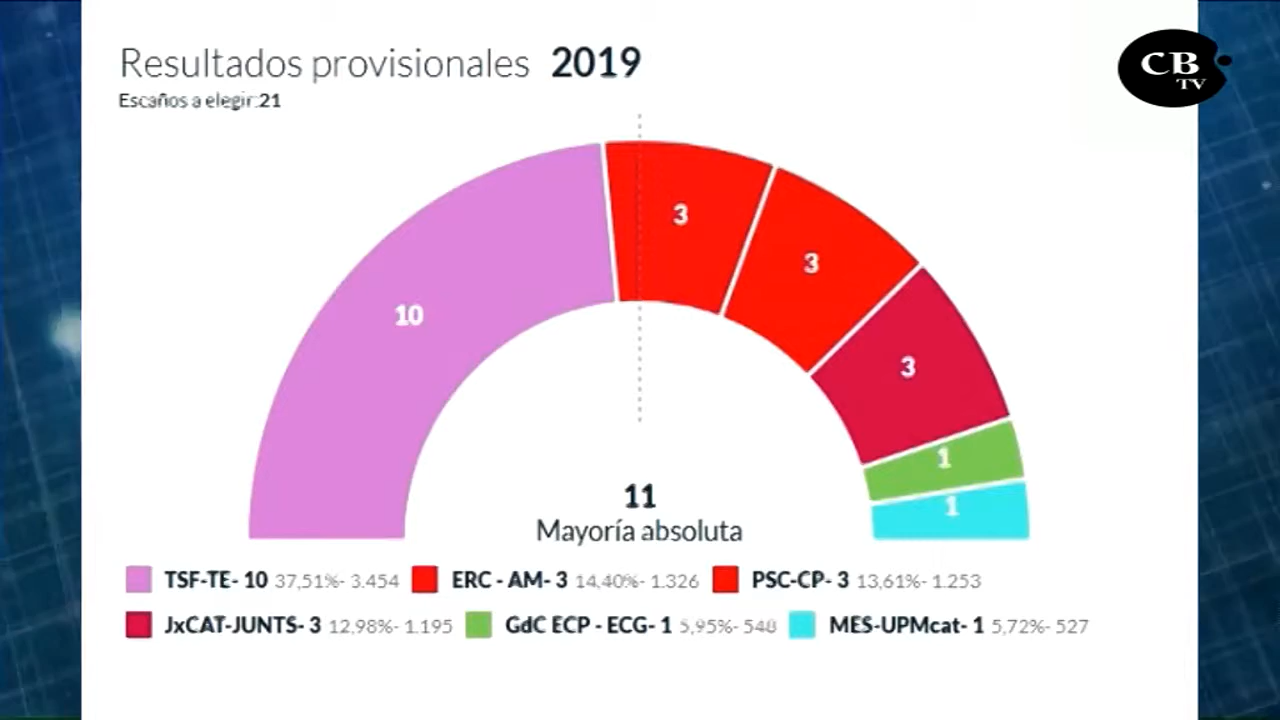 Resultados provisionales 2019
CB
TV
Escaños a elegir:21
3
3
10
3
1
11
1
Mayoría absoluta
TSF-TE- 10 37,51%- 3.454 ERC - AM- 3 14,40%- 1.326 PSC-CP- 3 13,61%- 1.253
JxCAT-JUNTS- 3 12,98%- 1.195 GdC ECP - ECG- 1 5,95%- 548 MES-UPMcat- 1 5,72%- 527